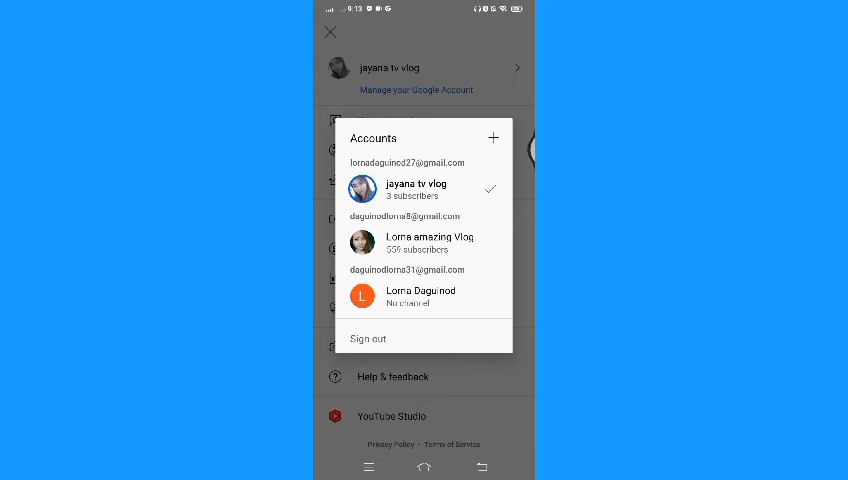 9:13
jayana tv vlog
Manage your Google Account
Accounts
lornadaguinod27@gmail.com
jayana tv vlog
3 subscribers
daguinodlorna8@gmail.com
Lorna amazing Vlog
559 subscribers
daguinodlorna31@gmail.com
L
Lorna Daguinod
No channel
Sign out
Help & feedback
YouTube Studio
Privacy Policy • Terms of Service